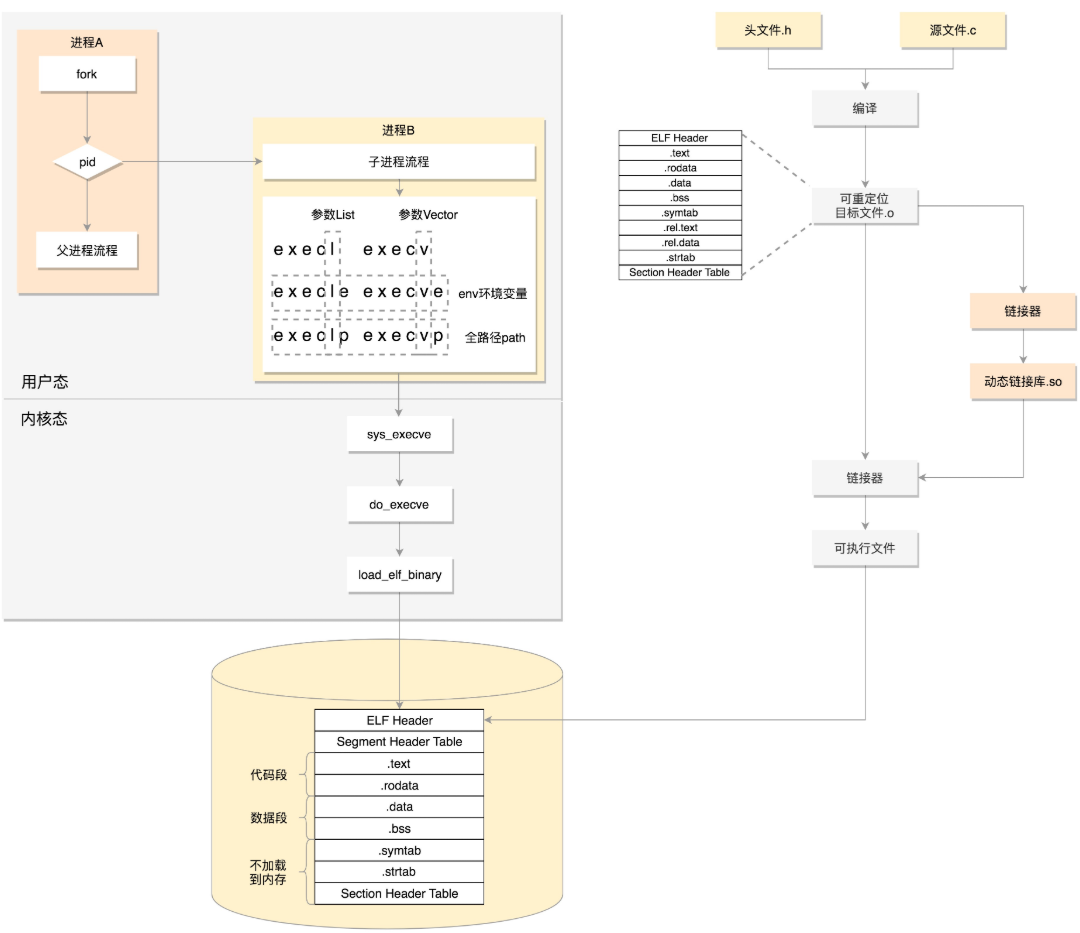 进程A
fork
pid
父进程流程
进程B
子进程流程
参数List 参数Vector
execl execv
execle execve env环境变量
execlp execvp 全路径path
用户态
内核态
sys_execve
do_execve
load_elf_binary
头文件.h
源文件.c
编译
ELF Header
.text
.rodata
.data
.bss
.symtab
.rel.text
.rel.data
.strtab
Section Header Table
可重定位
目标文件.o
链接器
动态链接库.so
链接器
可执行文件
ELF Header
Segment Header Table
代码段
.text
.rodata
数据段
.data
.bss
不加载
到内存
.symtab
.strtab
Section Header Table